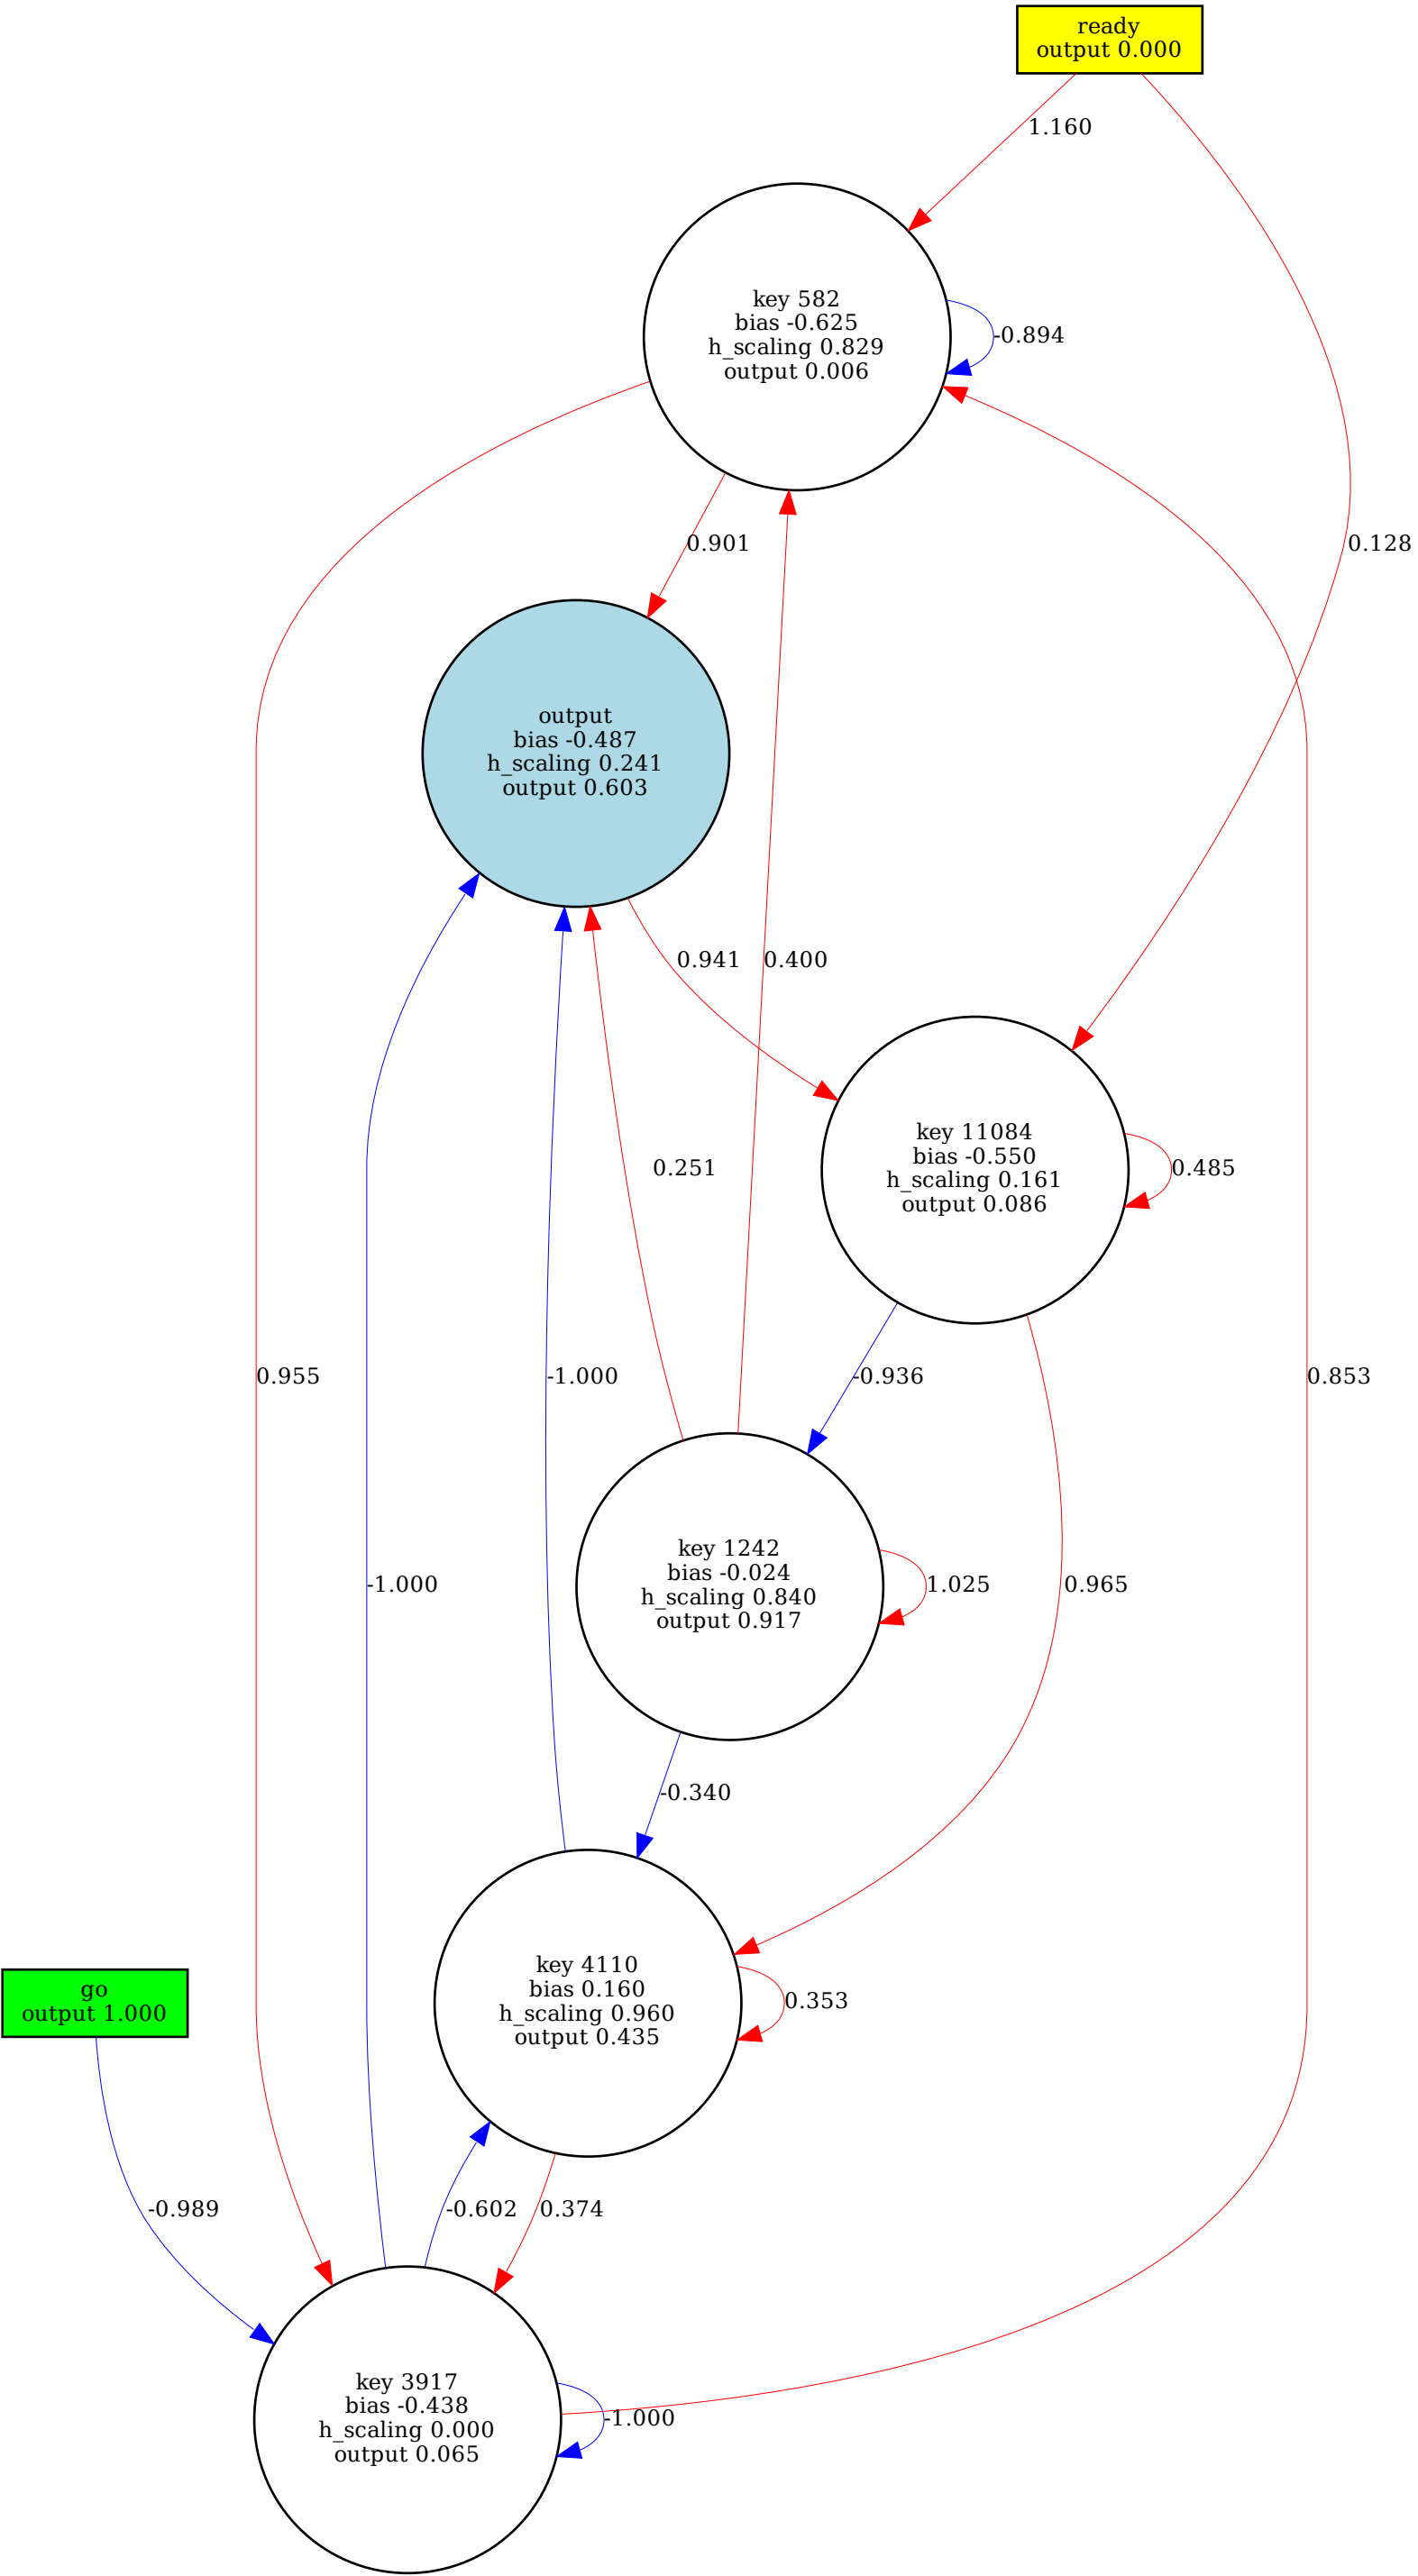 ready
output 0.000
1.160
key 582
bias -0.625
h_scaling 0.829
output 0.006
-0.894
0.901
0.128
output
bias -0.487
h_scaling 0.241
output 0.603
0.941
0.400
key 11084
bias -0.550
h_scaling 0.161
output 0.086
0.251
0.485
0.955
-1.000
-0.936
0.853
key 1242
bias -0.024
h_scaling 0.840
output 0.917
-1.000
1.025
0.965
-0.340
key 4110
bias 0.160
h_scaling 0.960
output 0.435
0.353
go
output 1.000
-0.989
-0.602
0.374
key 3917
bias -0.438
h_scaling 0.000
output 0.065
-1.000